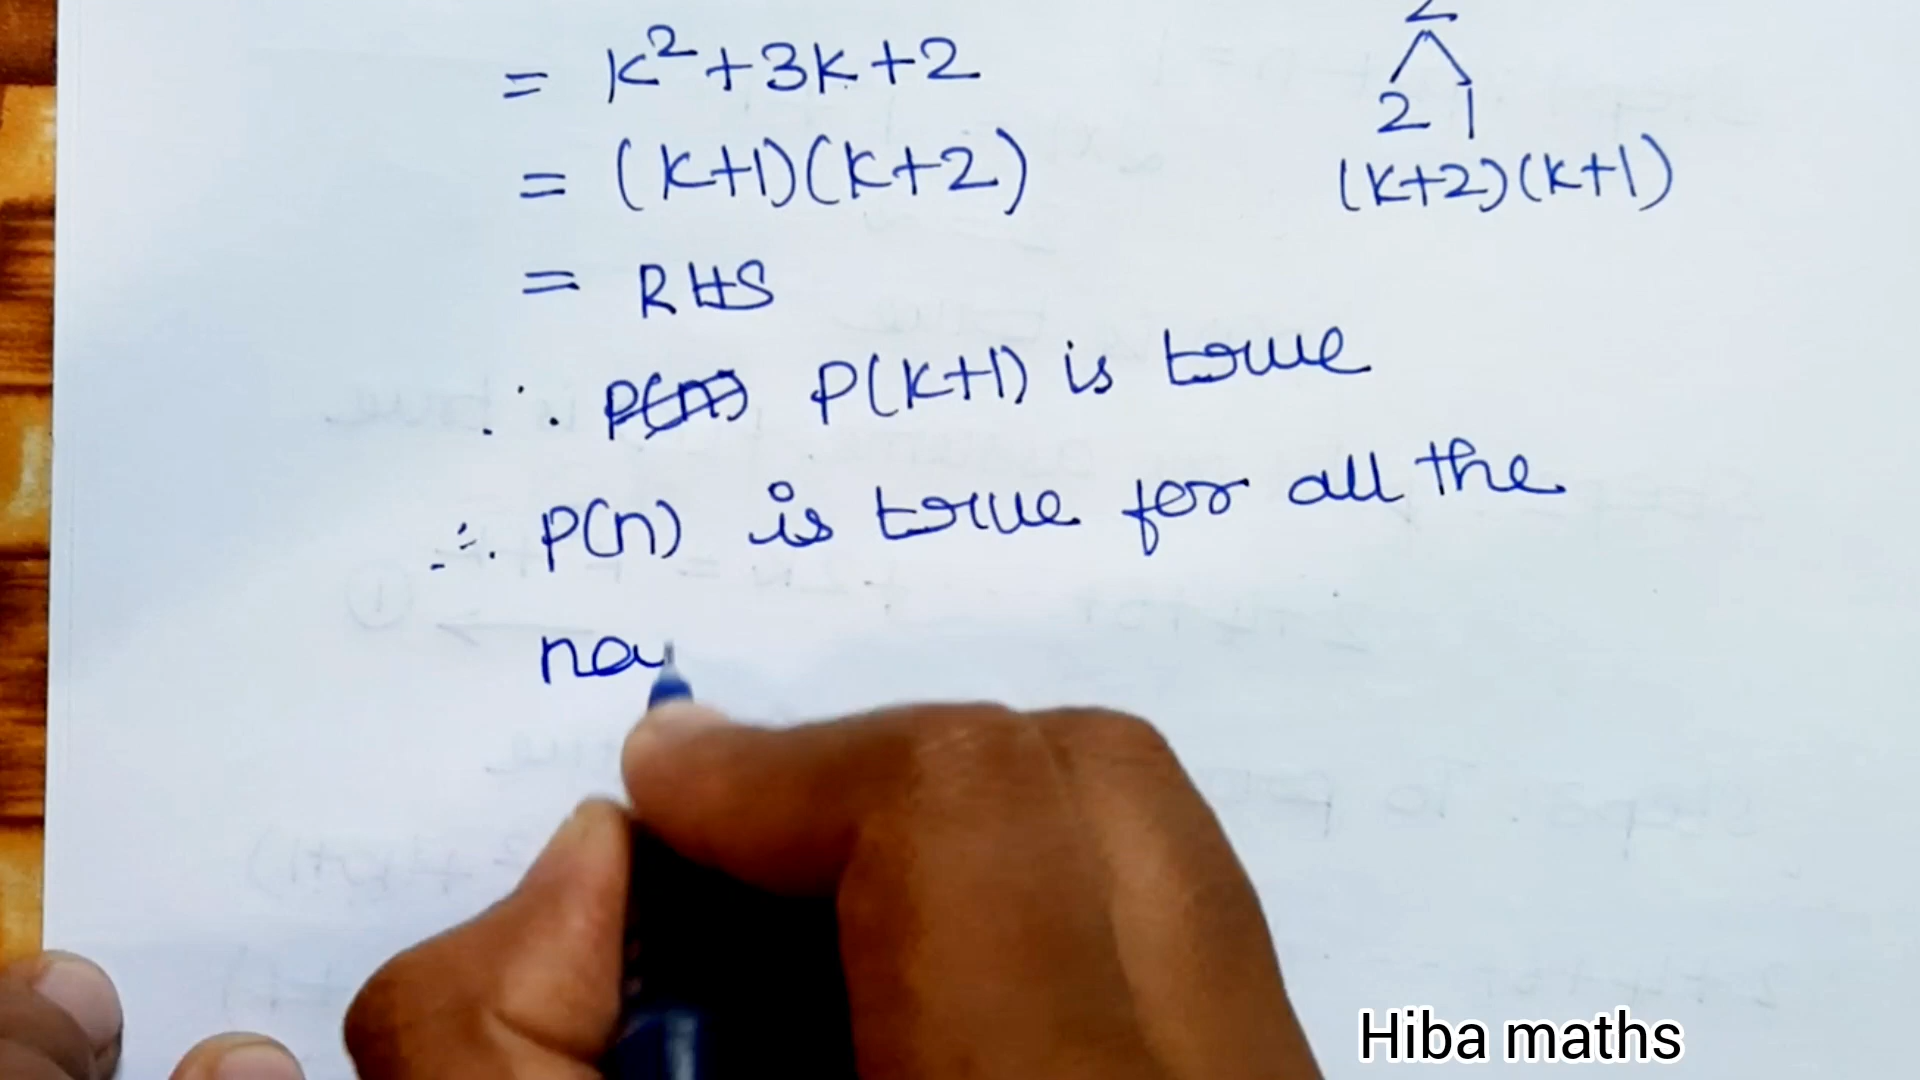 = k²+3k+2
= (k+1)(k+2)
= RHS
∴ P(n) P(k+1) is true
∴ P(n) is true for all the
na
2
2 1
(k+2)(k+1)
Hiba maths